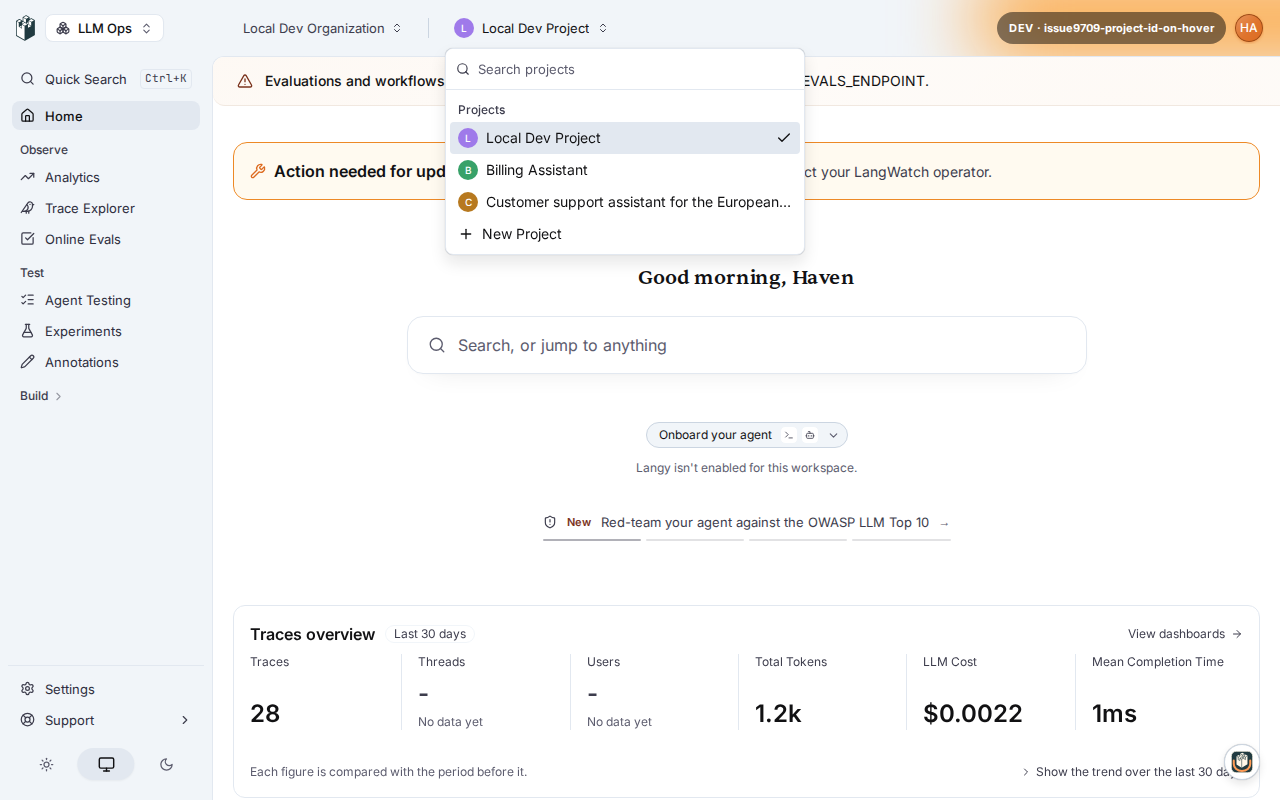 LLM Ops
Local Dev Organization
L
Local Dev Project
DEV · issue9709-project-id-on-hover
HA
Quick Search
Ctrl+K
Home
Observe
Analytics
Trace Explorer
Online Evals
Test
Agent Testing
Experiments
Annotations
Build
Settings
Support
Search projects
Projects
L
Local Dev Project
B
Billing Assistant
C
Customer support assistant for the European...
New Project
Evaluations and workflows
EVALS_ENDPOINT.
Action needed for upd
ct your LangWatch operator.
Good morning, Haven
Search, or jump to anything
Onboard your agent
Langy isn't enabled for this workspace.
New Red-team your agent against the OWASP LLM Top 10 →
Traces overview
Last 30 days
View dashboards
Traces
28
Threads
-
No data yet
Users
-
No data yet
Total Tokens
1.2k
LLM Cost
$0.0022
Mean Completion Time
1ms
Each figure is compared with the period before it.
Show the trend over the last 30